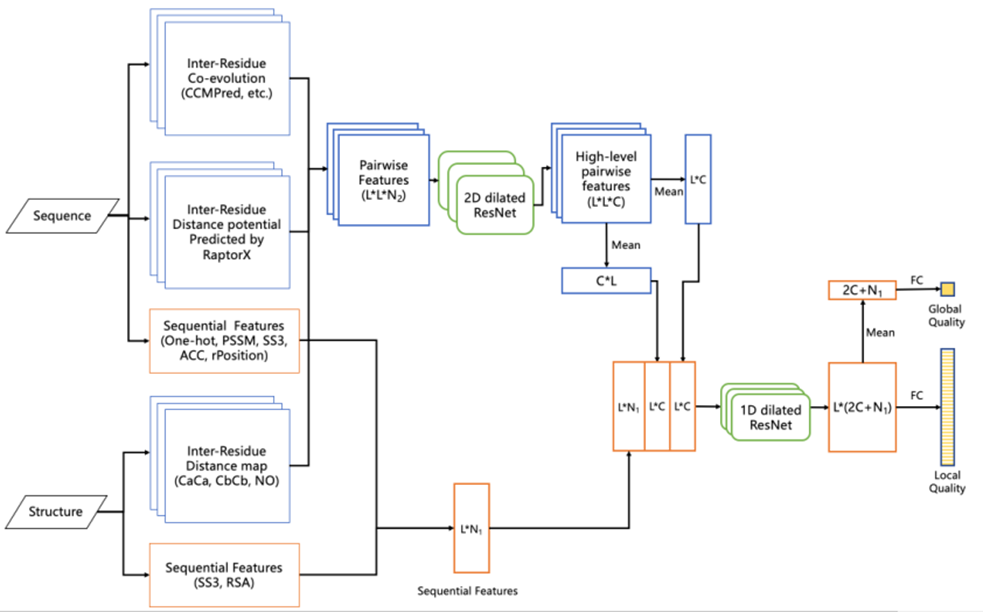 Inter-Residue
Co-evolution
(CCMPred, etc.)
Sequence
Inter-Residue
Distance potential
Predicted by
RaptorX
Sequential Features
(One-hot, PSSM, SS3,
ACC, rPosition)
Structure
Inter-Residue
Distance map
(CaCa, CbCb, NO)
Sequential Features
(SS3, RSA)
Pairwise
Features
(L*L*N₂)
2D dilated
ResNet
High-level
pairwise
features
(L*L*C)
Mean
L*C
Mean
C*L
L*N₁
Sequential Features
L*N₁
L*C
L*C
1D dilated
ResNet
L*(2C+N₁)
Mean
2C+N₁
FC
Global
Quality
FC
Local
Quality